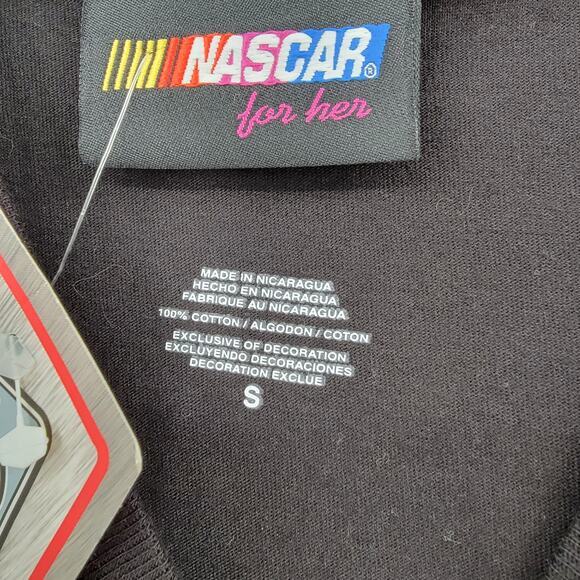 NASCAR®
for her
MADE IN NICARAGUA
HECHO EN NICARAGUA
FABRIQUE AU NICARAGUA
100% COTTON / ALGODON / COTON
EXCLUSIVE OF DECORATION
EXCLUYENDO DECORACIONES
DECORATION EXCLUE
S